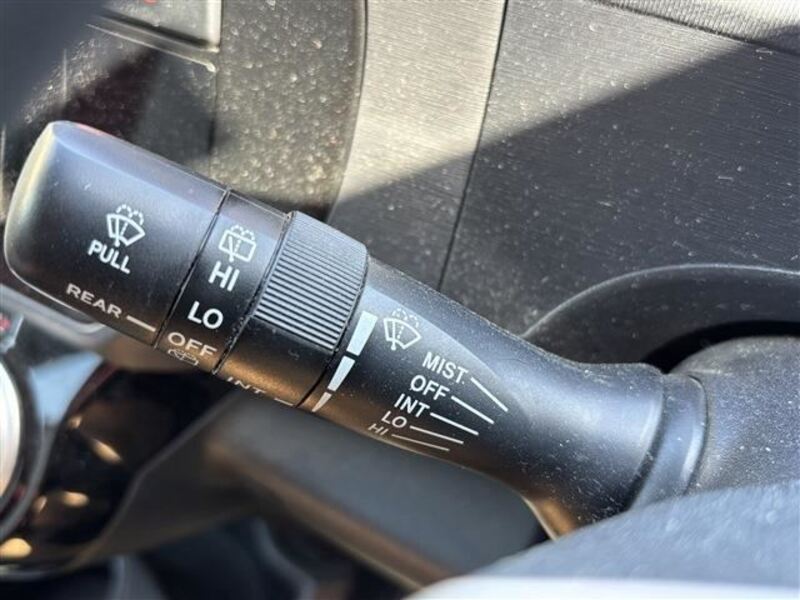 PULL
REAR
HI
LO
OFF
INT
MIST
OFF
INT
LO
HI